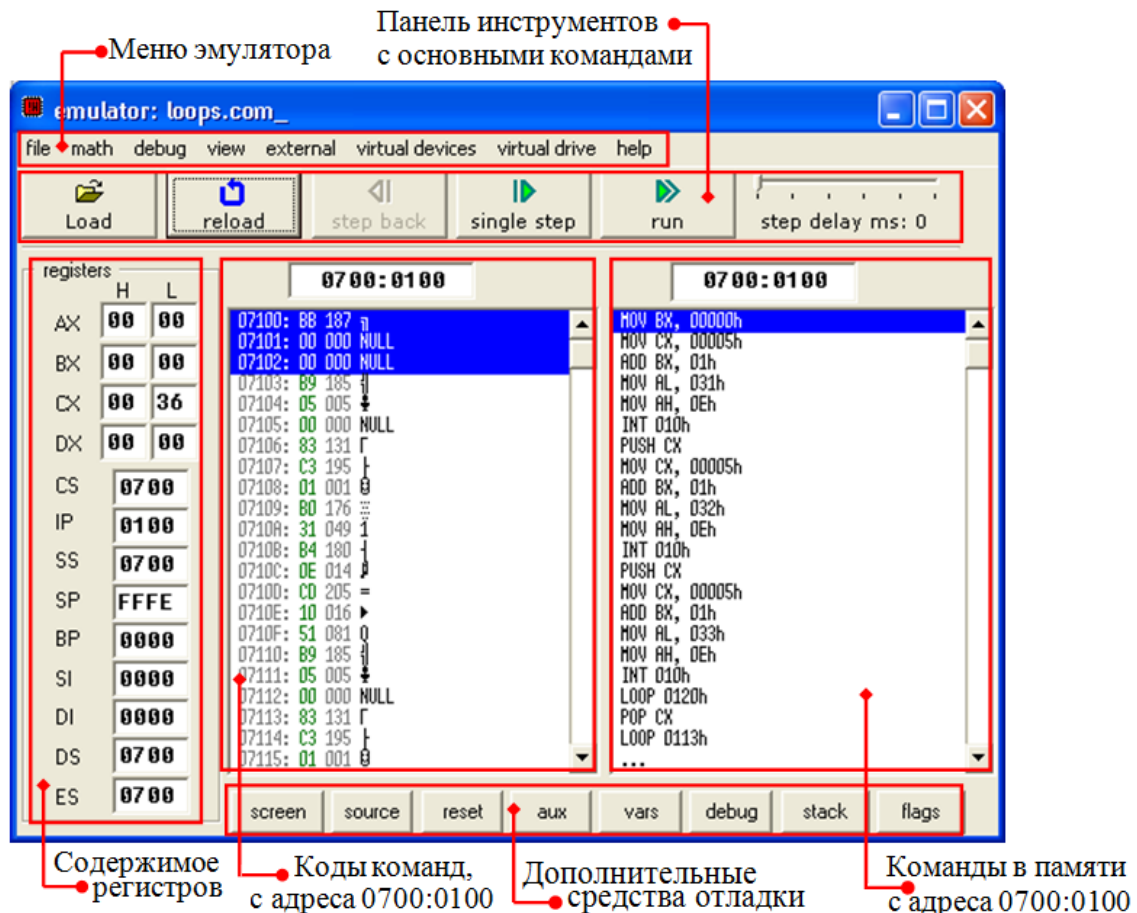 Панель инструментов
с основными командами
Меню эмулятора
emulator: loops.com_
file math debug view external virtual devices virtual drive help
Load reload step back single step run step delay ms: 0
registers
H L
AX 00 00
BX 00 00
CX 00 36
DX 00 00
CS 0700
IP 0100
SS 0700
SP FFFE
BP 0000
SI 0000
DI 0000
DS 0700
ES 0700
0700:0100
07100: BB 187 ╗
07101: 00 000 NULL
07102: 00 000 NULL
07103: B9 185 ╣
07104: 05 005 ♣
07105: 00 000 NULL
07106: 83 131 Г
07107: C3 195 ├
07108: 01 001 ☺
07109: B0 176 ░
0710A: 31 049 1
0710B: B4 180 ┤
0710C: 0E 014 ♫
0710D: CD 205 =
0710E: 10 016 ►
0710F: 51 081 Q
07110: B9 185 ╣
07111: 05 005 ♣
07112: 00 000 NULL
07113: 83 131 Г
07114: C3 195 ├
07115: 01 001 ☺
0700:0100
MOV BX, 00000h
MOV CX, 00005h
ADD BX, 01h
MOV AL, 031h
MOV AH, 0Eh
INT 010h
PUSH CX
MOV CX, 00005h
ADD BX, 01h
MOV AL, 032h
MOV AH, 0Eh
INT 010h
PUSH CX
MOV CX, 00005h
ADD BX, 01h
MOV AL, 033h
MOV AH, 0Eh
INT 010h
LOOP 0120h
POP CX
LOOP 0113h
...
screen source reset aux vars debug stack flags
Содержимое
регистров
Коды команд,
с адреса 0700:0100
Дополнительные
средства отладки
Команды в памяти
с адреса 0700:0100